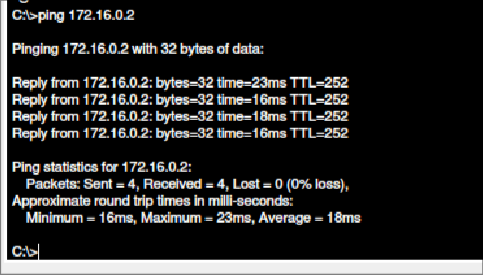 C:\>ping 172.16.0.2
Pinging 172.16.0.2 with 32 bytes of data:
Reply from 172.16.0.2: bytes=32 time=23ms TTL=252
Reply from 172.16.0.2: bytes=32 time=16ms TTL=252
Reply from 172.16.0.2: bytes=32 time=18ms TTL=252
Reply from 172.16.0.2: bytes=32 time=16ms TTL=252
Ping statistics for 172.16.0.2:
Packets: Sent = 4, Received = 4, Lost = 0 (0% loss),
Approximate round trip times in milli-seconds:
Minimum = 16ms, Maximum = 23ms, Average = 18ms
C:\>